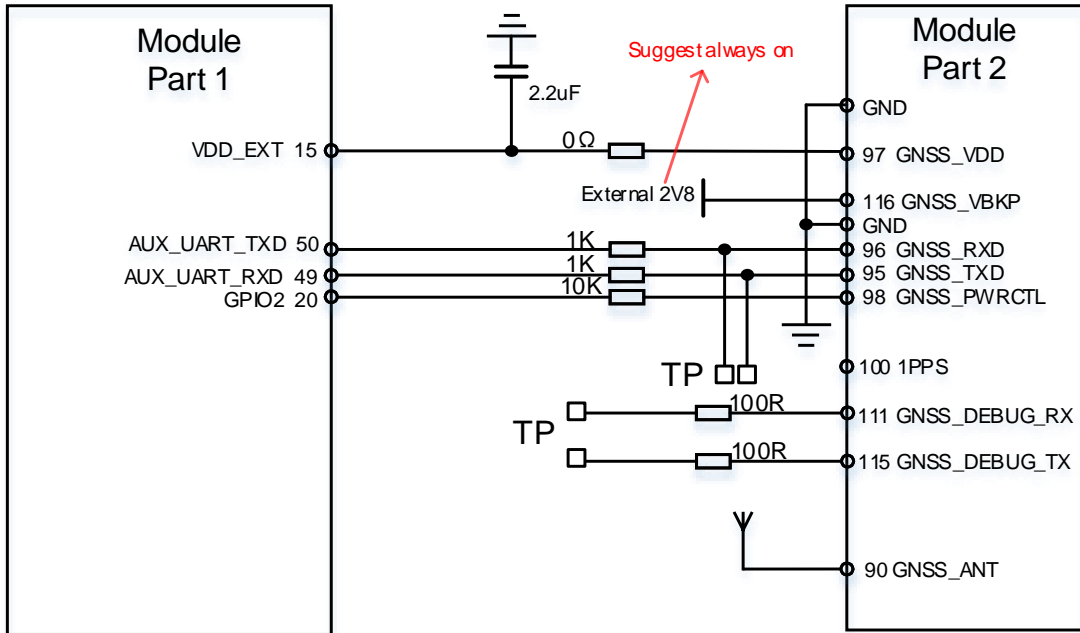 Module
Part 1
Module
Part 2
Suggest always on
2.2uF
GND
VDD_EXT 15
0Ω
97 GNSS_VDD
External 2V8
116 GNSS_VBKP
GND
AUX_UART_TXD 50
1K
96 GNSS_RXD
AUX_UART_RXD 49
1K
95 GNSS_TXD
GPIO2 20
10K
98 GNSS_PWRCTL
100 1PPS
TP
100R
111 GNSS_DEBUG_RX
TP
100R
115 GNSS_DEBUG_TX
90 GNSS_ANT